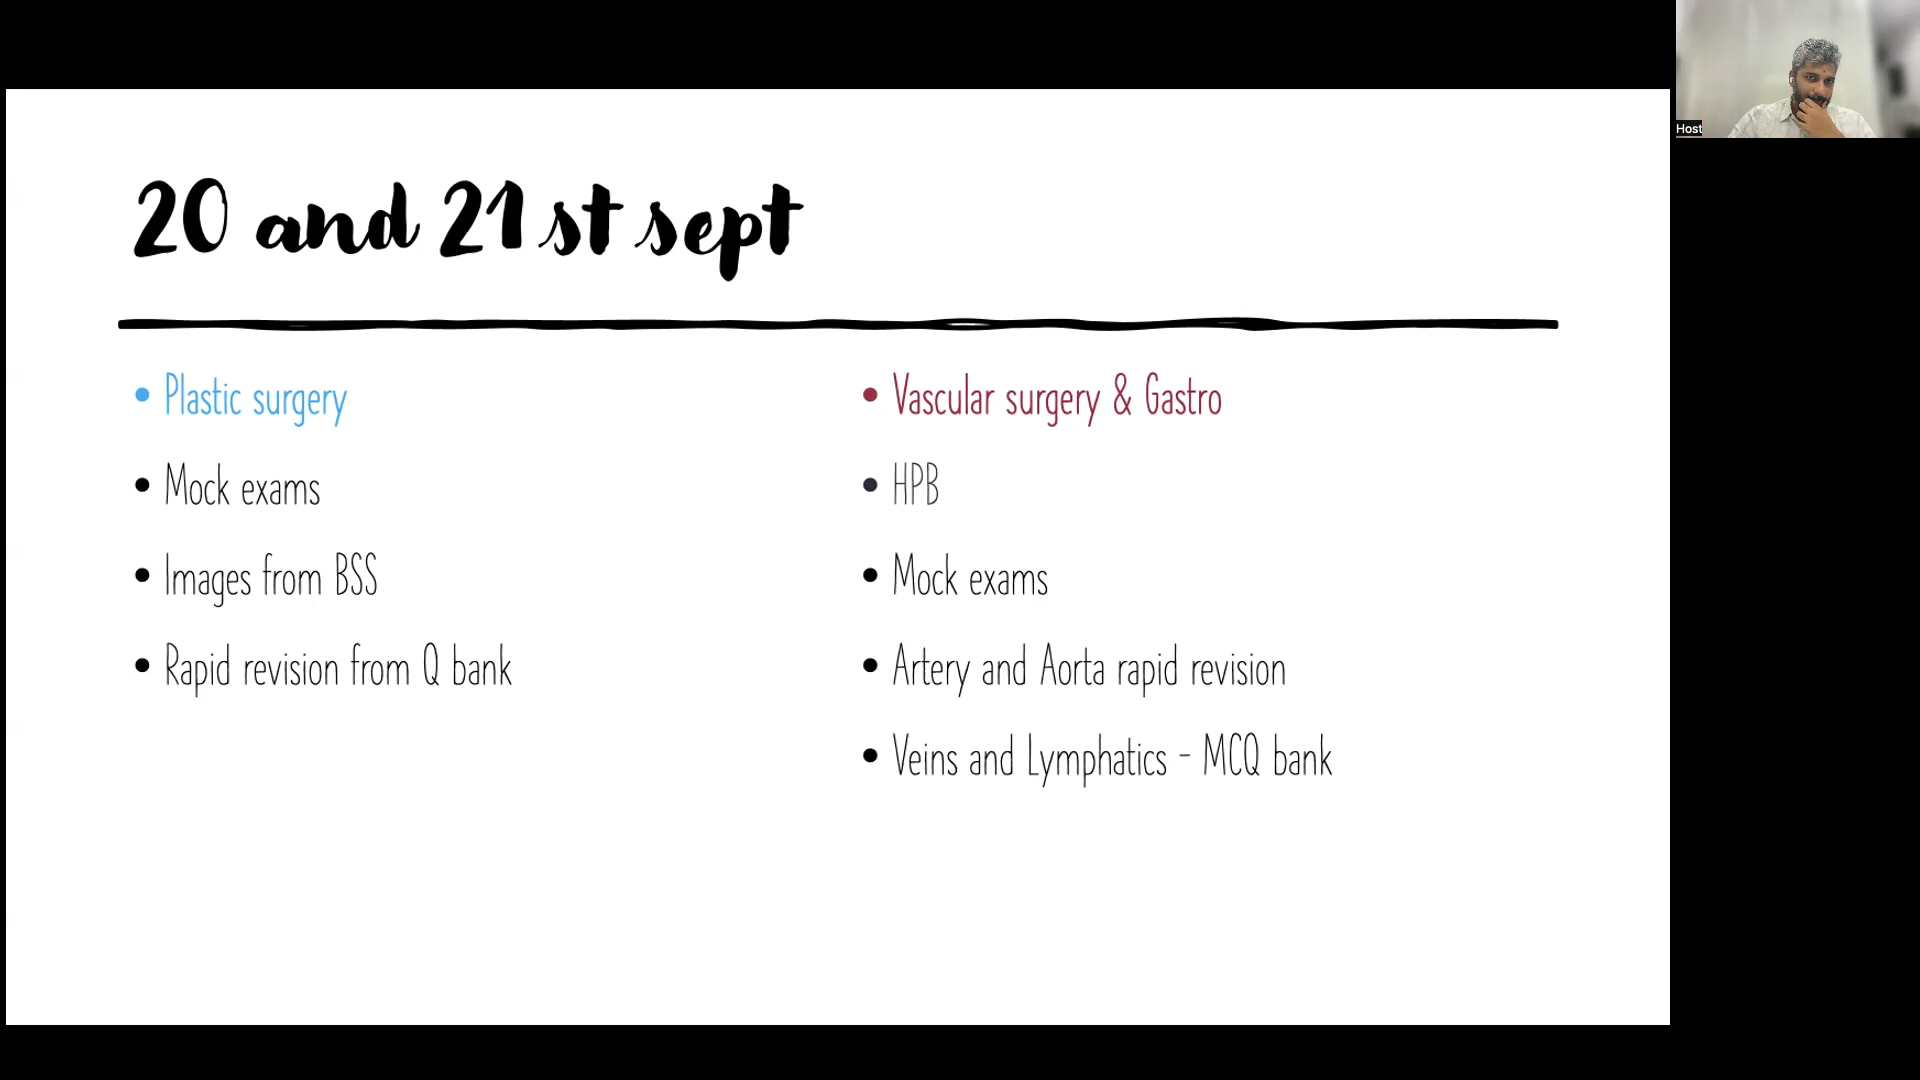 20 and 21st sept
• Plastic surgery
• Mock exams
• Images from BSS
• Rapid revision from Q bank
• Vascular surgery & Gastro
• HPB
• Mock exams
• Artery and Aorta rapid revision
• Veins and Lymphatics - MCQ bank
Host